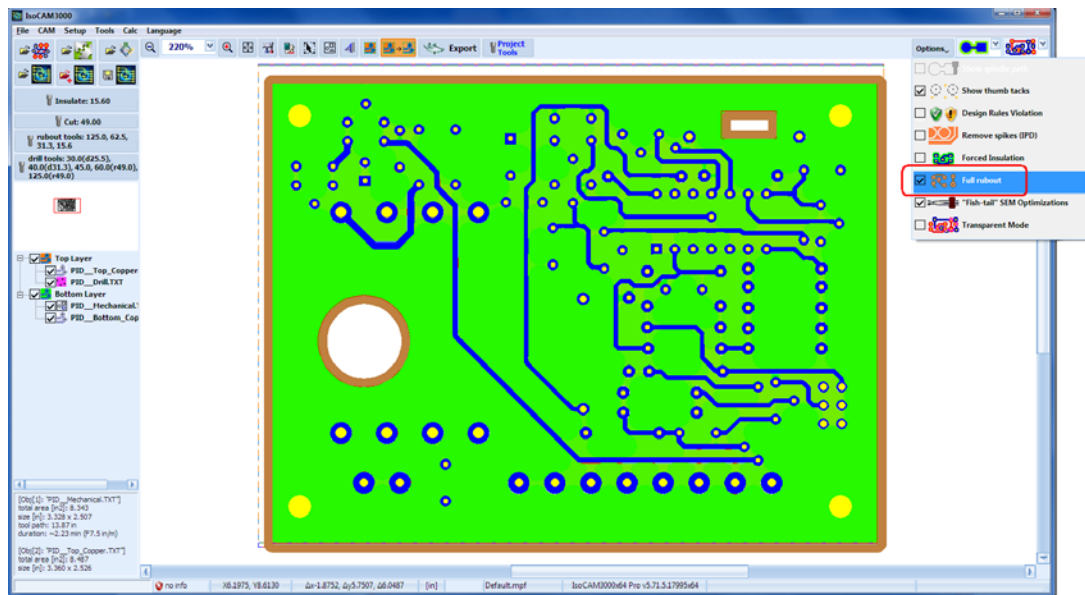 IsoCAM3000
File CAM Setup Tools Calc Language
220%
Export
Project Tools
Options
Insulate: 15.60
Cut: 49.00
rubout tools: 125.0, 62.5,
31.3, 15.6
drill tools: 30.0(d25.5),
40.0(d31.3), 45.0, 60.0(r49.0),
125.0(r49.0)
Show thumb tacks
Design Rules Violation
Remove spikes (IPD)
Forced Insulation
Full rubout
"Fish-tail" SEM Optimizations
Transparent Mode
Top Layer
PID__Top_Copper
PID__Drill.TXT
Bottom Layer
PID__Mechanical.
PID__Bottom_Cop
[Obj[1]: "PID__Mechanical.TXT"]
total area [in2]: 8.343
size [in]: 3.328 x 2.507
tool path: 13.87 in
duration: ~2.23 min (F7.5 in/m)
[Obj[2]: "PID__Top_Copper.TXT"]
total area [in2]: 8.487
size [in]: 3.360 x 2.526
no info
X6.1975, Y8.6130
Δx-1.8752, Δy5.7507, Δ6.0487
[in]
Default.mpf
IsoCAM3000x64 Pro v5.71.5.17995x64